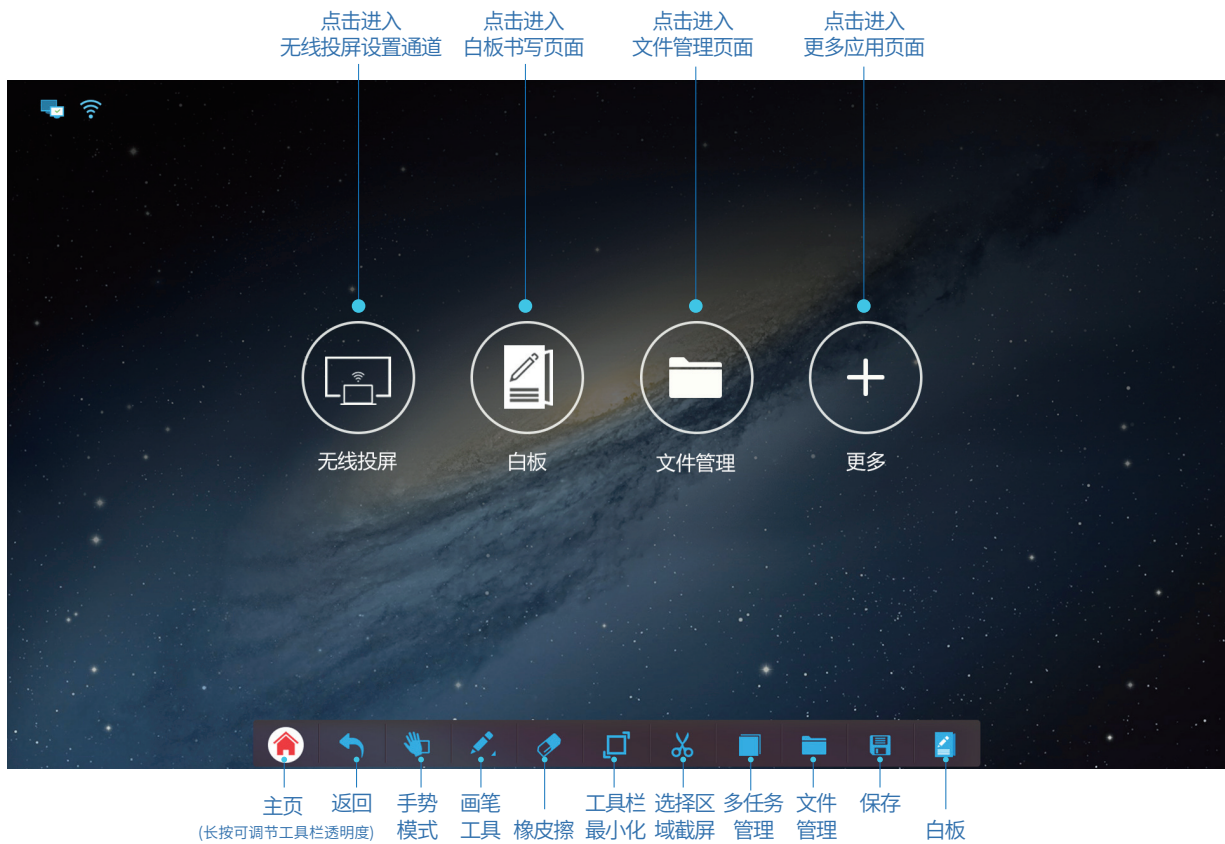 点击进入
无线投屏设置通道
点击进入
白板书写页面
点击进入
文件管理页面
点击进入
更多应用页面
无线投屏
白板
文件管理
更多
主页
(长按可调节工具栏透明度)
返回
手势
模式
画笔
工具
橡皮擦
工具栏
最小化
选择区
域截屏
多任务
管理
文件
管理
保存
白板